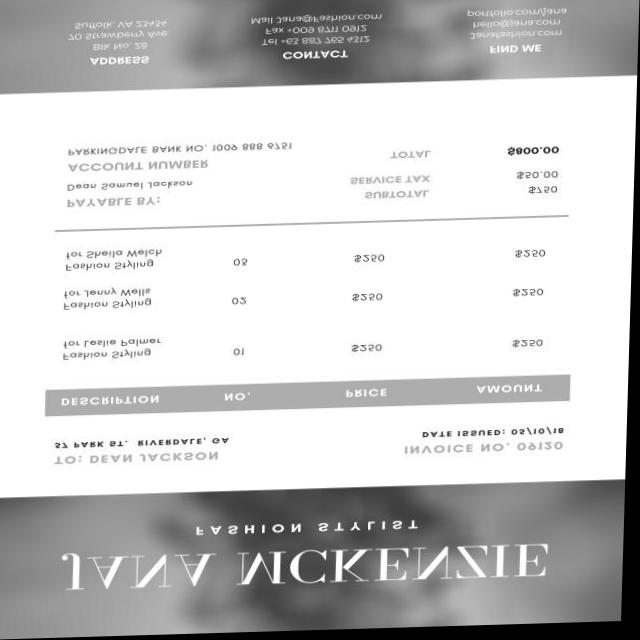 JANA MCKENZIE
FASHION STYLIST
TO: DEAN JACKSON
57 PARK ST. RIVERDALE, GA
INVOICE NO. 09120
DATE ISSUED: 05/10/18
DESCRIPTION NO. PRICE AMOUNT
Fashion Styling
for Leslie Palmer
01 $250 $250
Fashion Styling
for Jenny Wells
02 $250 $250
Fashion Styling
for Sheila Welch
03 $250 $250
PAYABLE BY:
Dean Samuel Jackson
ACCOUNT NUMBER
PARKINGDALE BANK NO. 1009 888 6751
SUBTOTAL $750
SERVICE TAX $50.00
TOTAL $800.00
ADDRESS
Blk No. 28
70 Strawberry Ave
Suffolk, VA 23434
CONTACT
Tel +63 887 765 4312
Fax +009 8711 0912
Mail Jana@Fashion.com
FIND ME
Janafashion.com
hello@jana.com
portfolio.com/jana